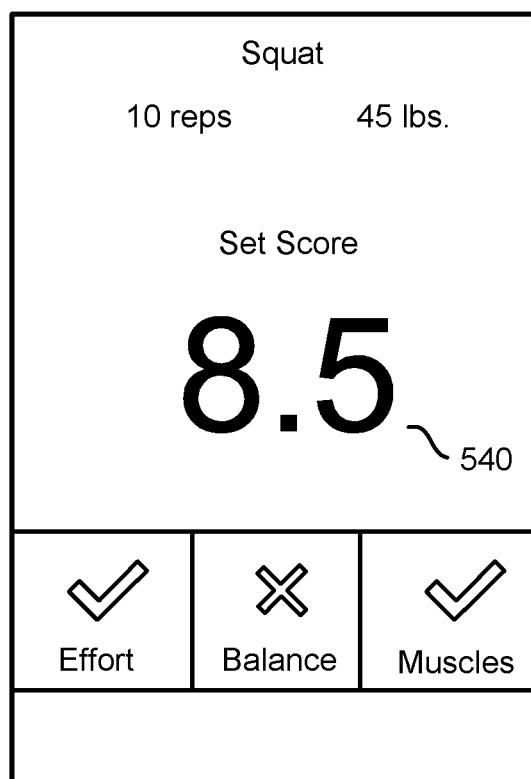 Squat
10 reps 45 lbs.
Set Score
8.5
540
Effort Balance Muscles